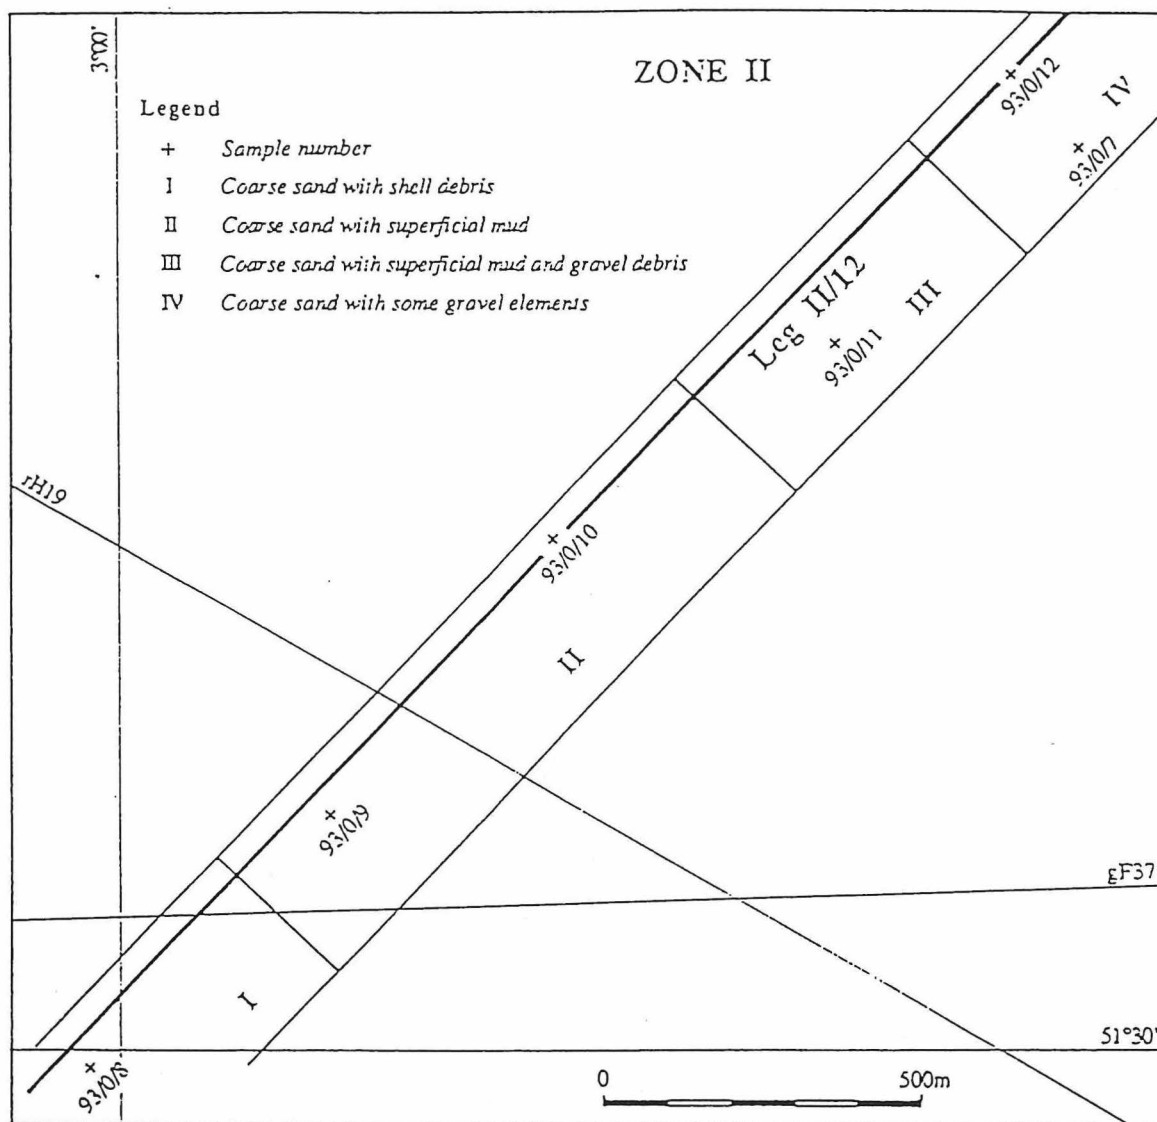 ZONE II
3°00'
Legend
+ Sample number
I Coarse sand with shell debris
II Coarse sand with superficial mud
III Coarse sand with superficial mud and gravel debris
IV Coarse sand with some gravel elements
93/0/12
IV
93/0/7
Leg II/12
III
93/0/11
rH19
93/0/10
II
93/0/9
gF37
I
51°30'
93/0/8
0 500m